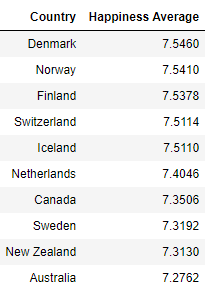 Country Happiness Average
Denmark 7.5460
Norway 7.5410
Finland 7.5378
Switzerland 7.5114
Iceland 7.5110
Netherlands 7.4046
Canada 7.3506
Sweden 7.3192
New Zealand 7.3130
Australia 7.2762